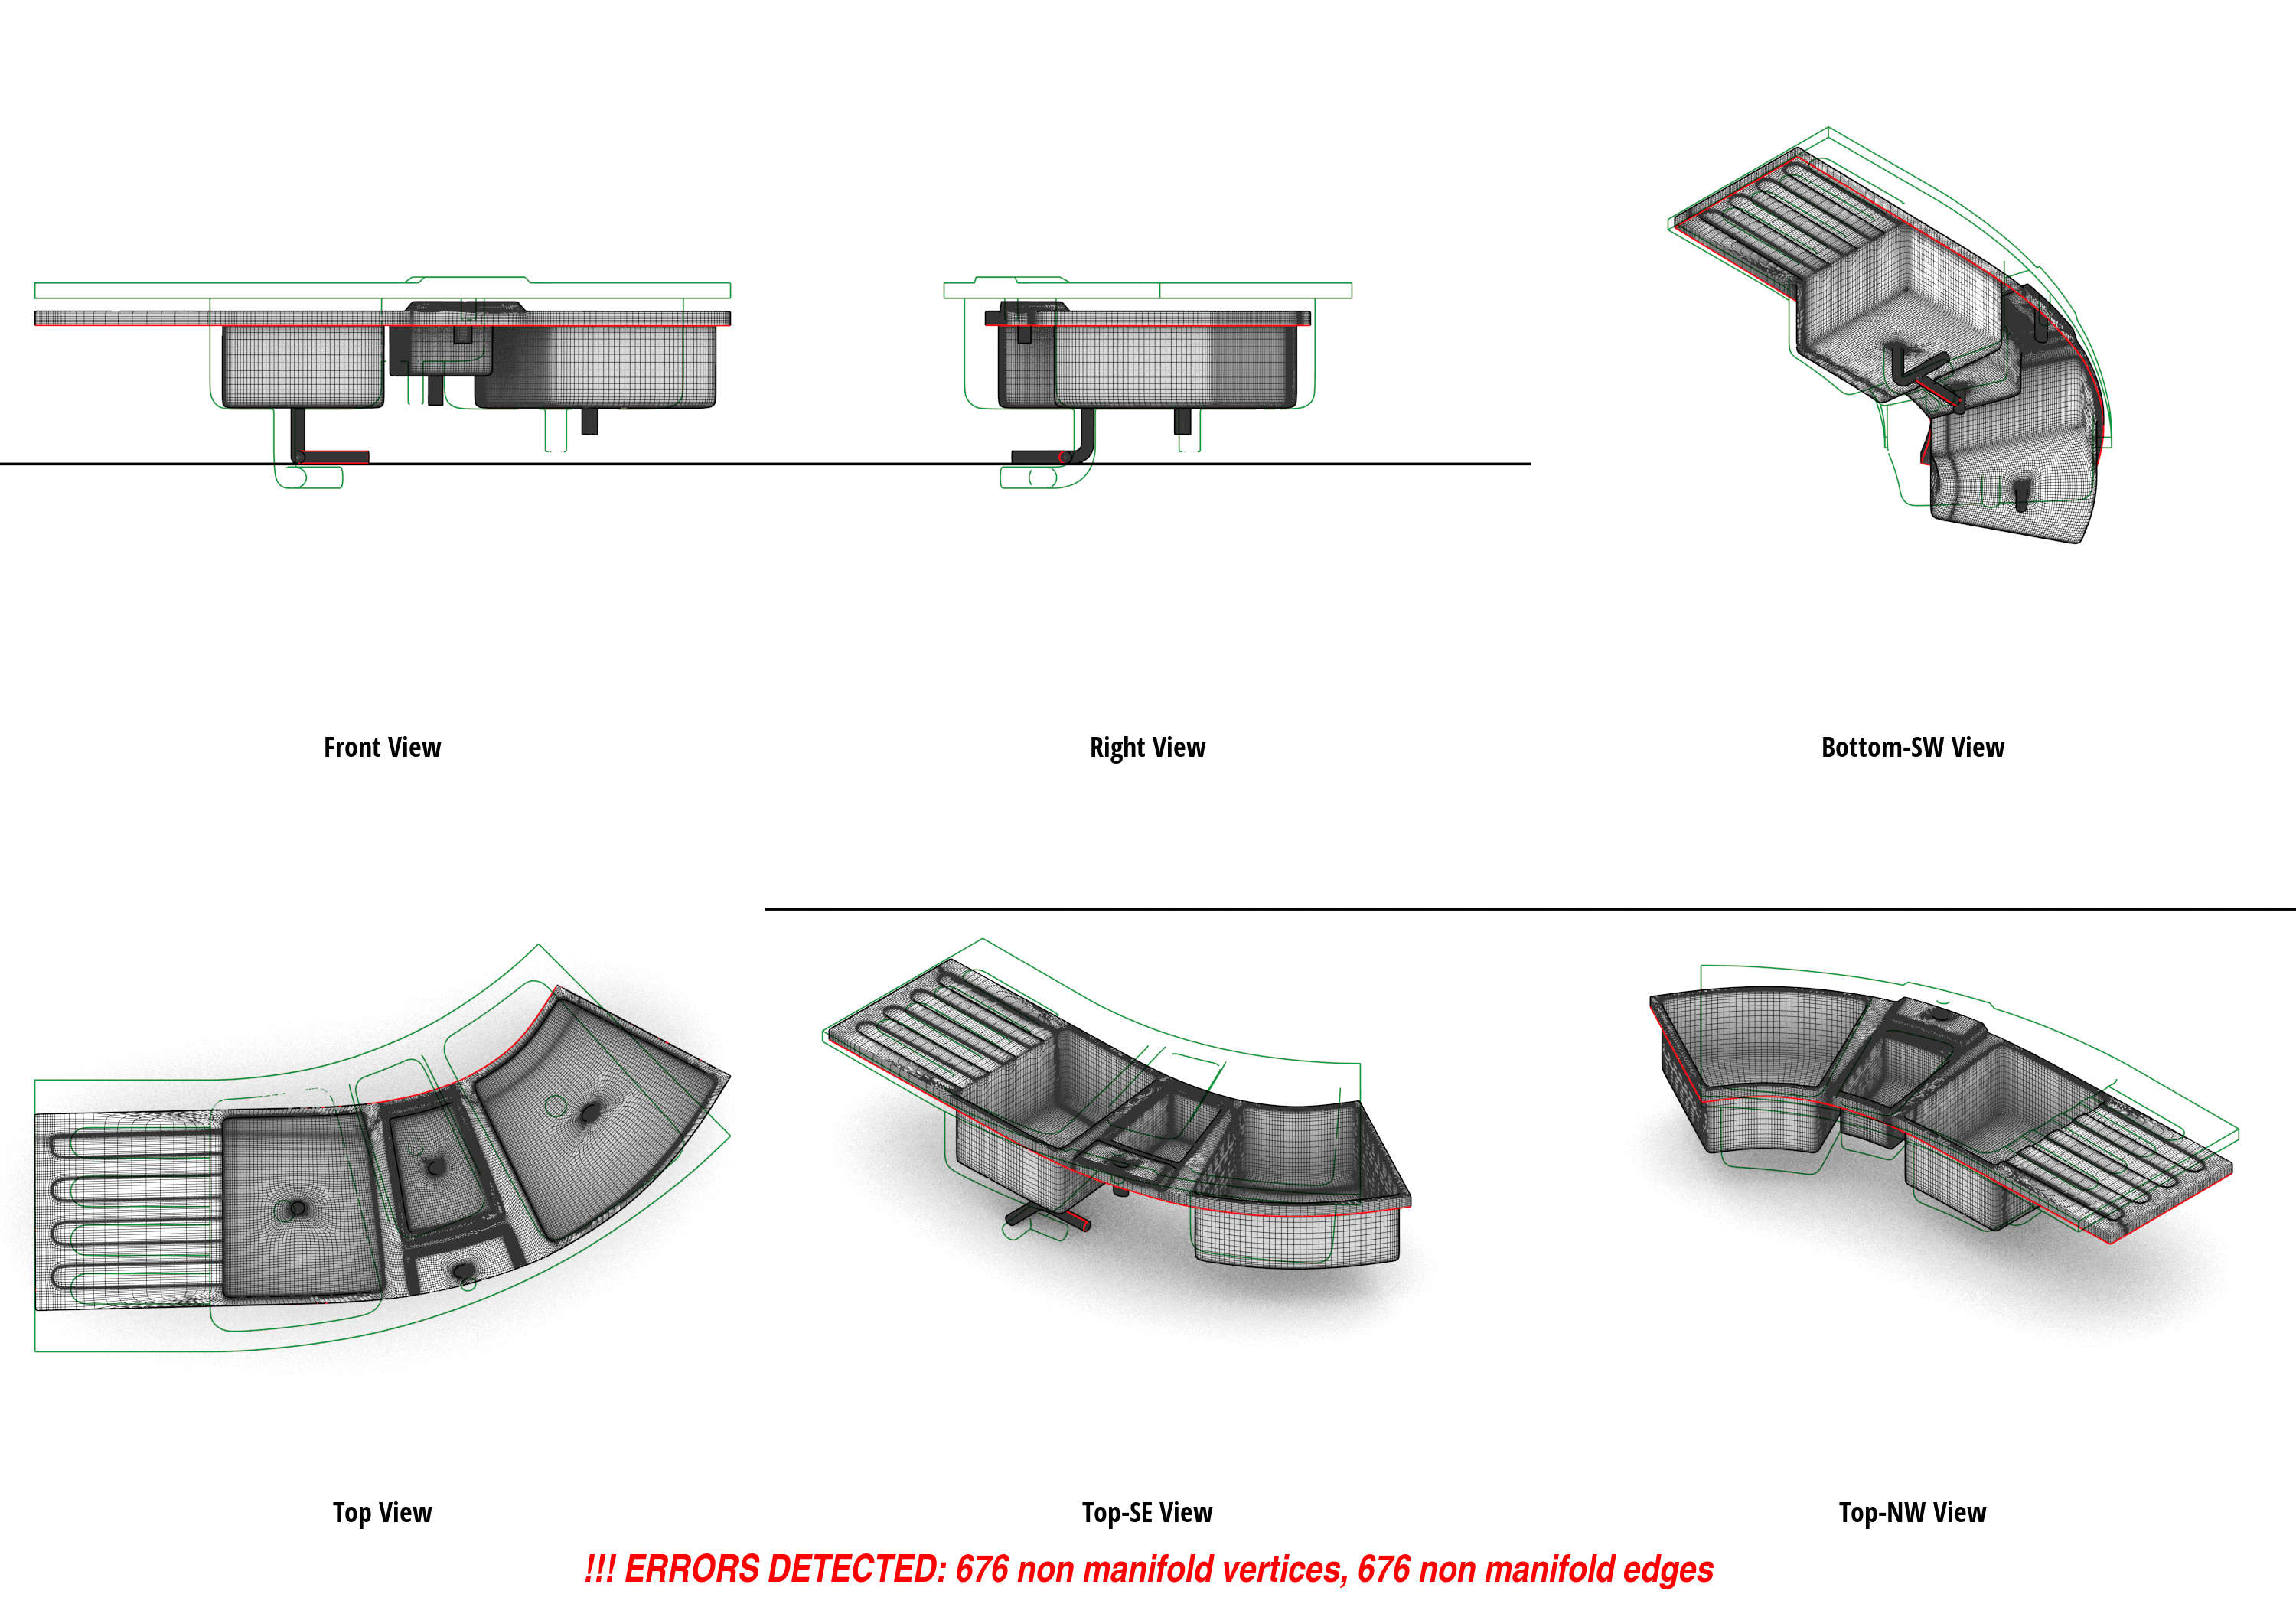 Front View
Right View
Bottom-SW View
Top View
Top-SE View
Top-NW View
!!! ERRORS DETECTED: 676 non manifold vertices, 676 non manifold edges